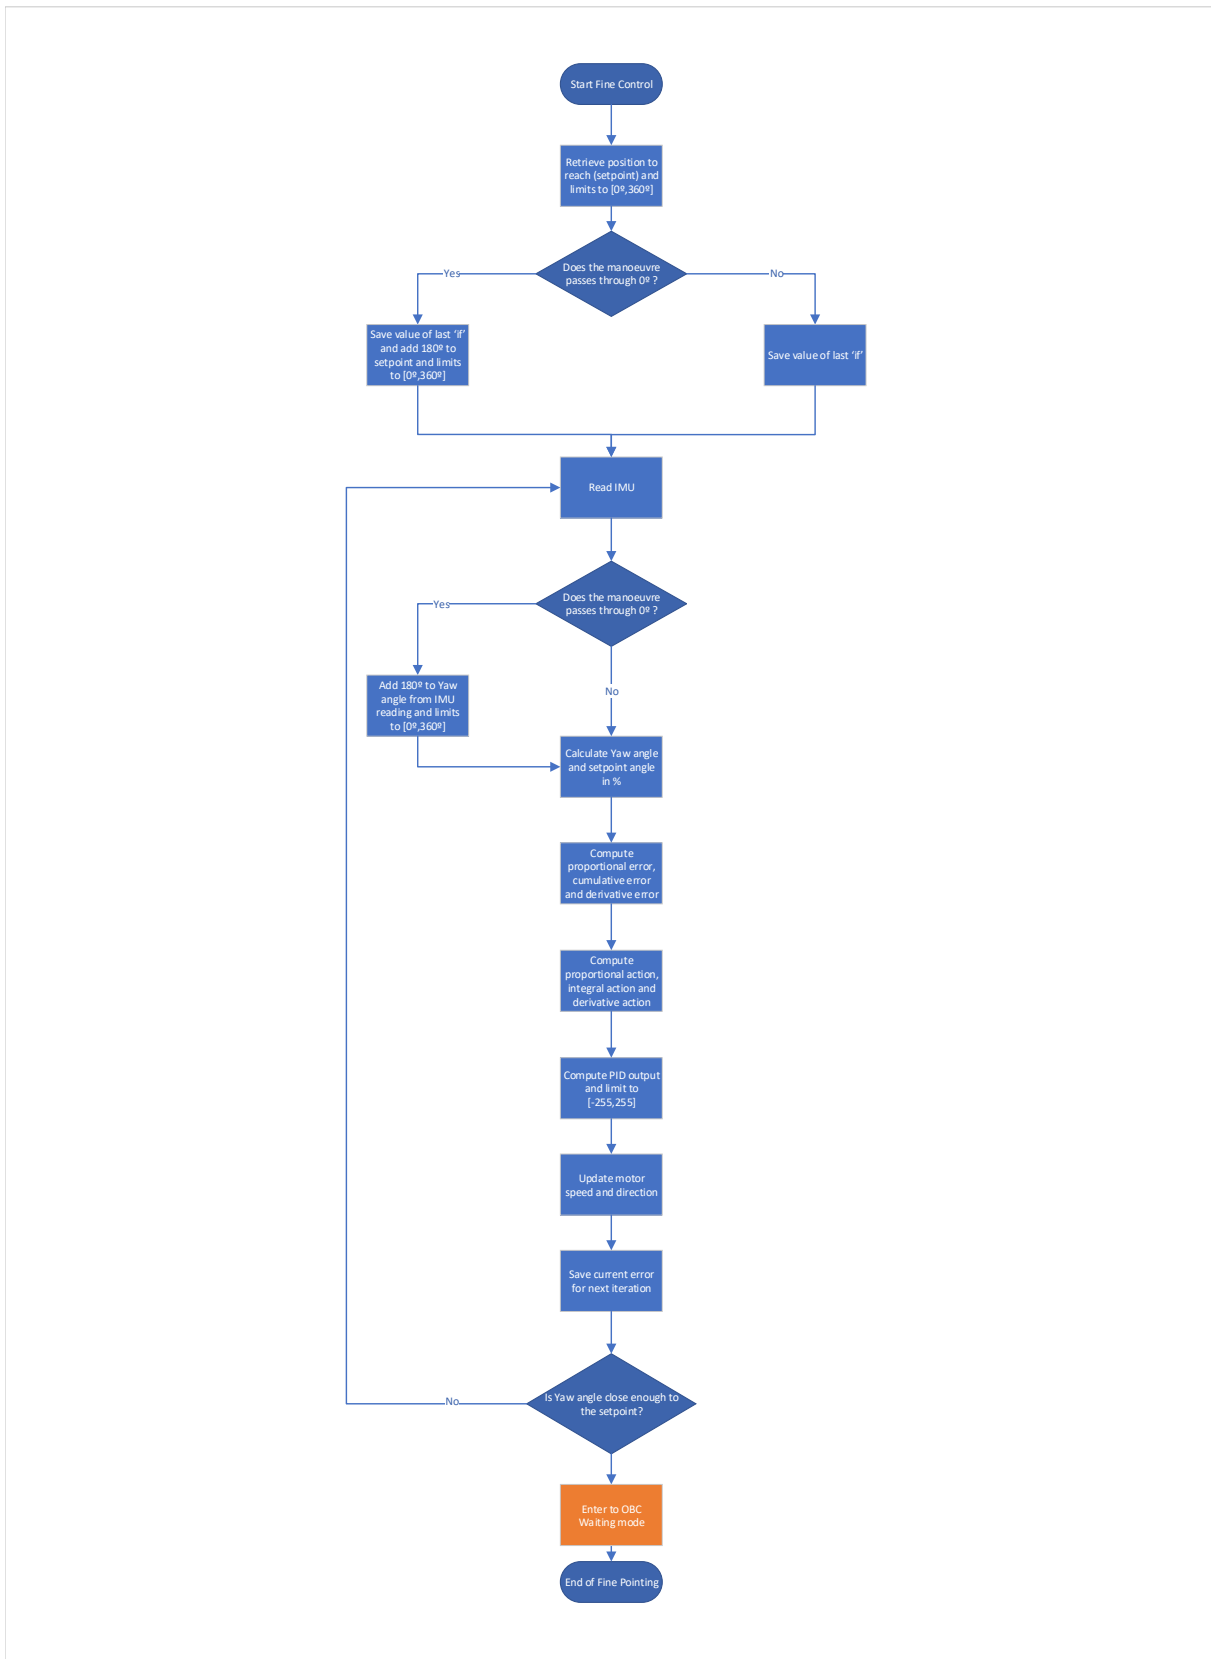 Start Fine Control
Retrieve position to
reach (setpoint) and
limits to [0º,360º]
Does the manoeuvre
passes through 0º ?
Yes
No
Save value of last ‘if’
and add 180º to
setpoint and limits
to [0º,360º]
Save value of last ‘if’
Read IMU
Does the manoeuvre
passes through 0º ?
Yes
No
Add 180º to Yaw
angle from IMU
reading and limits
to [0º,360º]
Calculate Yaw angle
and setpoint angle
in %
Compute
proportional error,
cumulative error
and derivative error
Compute
proportional action,
integral action and
derivative action
Compute PID output
and limit to
[-255,255]
Update motor
speed and direction
Save current error
for next iteration
Is Yaw angle close enough to
the setpoint?
No
Enter to OBC
Waiting mode
End of Fine Pointing